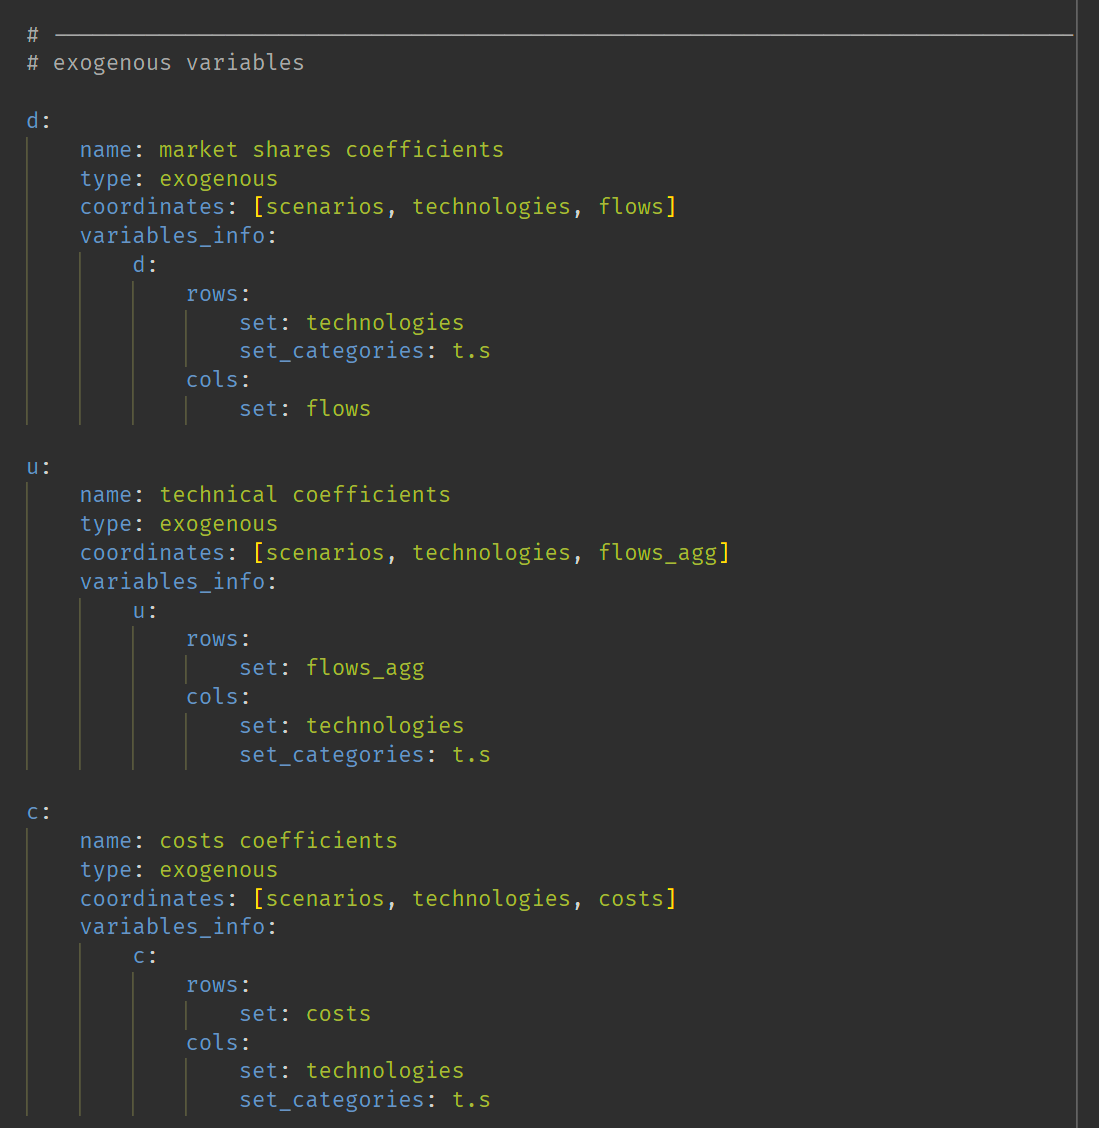 # ──────────────────────────────
# exogenous variables
d:
    name: market shares coefficients
    type: exogenous
    coordinates: [scenarios, technologies, flows]
    variables_info:
        d:
            rows:
                set: technologies
                set_categories: t.s
            cols:
                set: flows
u:
    name: technical coefficients
    type: exogenous
    coordinates: [scenarios, technologies, flows_agg]
    variables_info:
        u:
            rows:
                set: flows_agg
            cols:
                set: technologies
                set_categories: t.s
c:
    name: costs coefficients
    type: exogenous
    coordinates: [scenarios, technologies, costs]
    variables_info:
        c:
            rows:
                set: costs
            cols:
                set: technologies
                set_categories: t.s